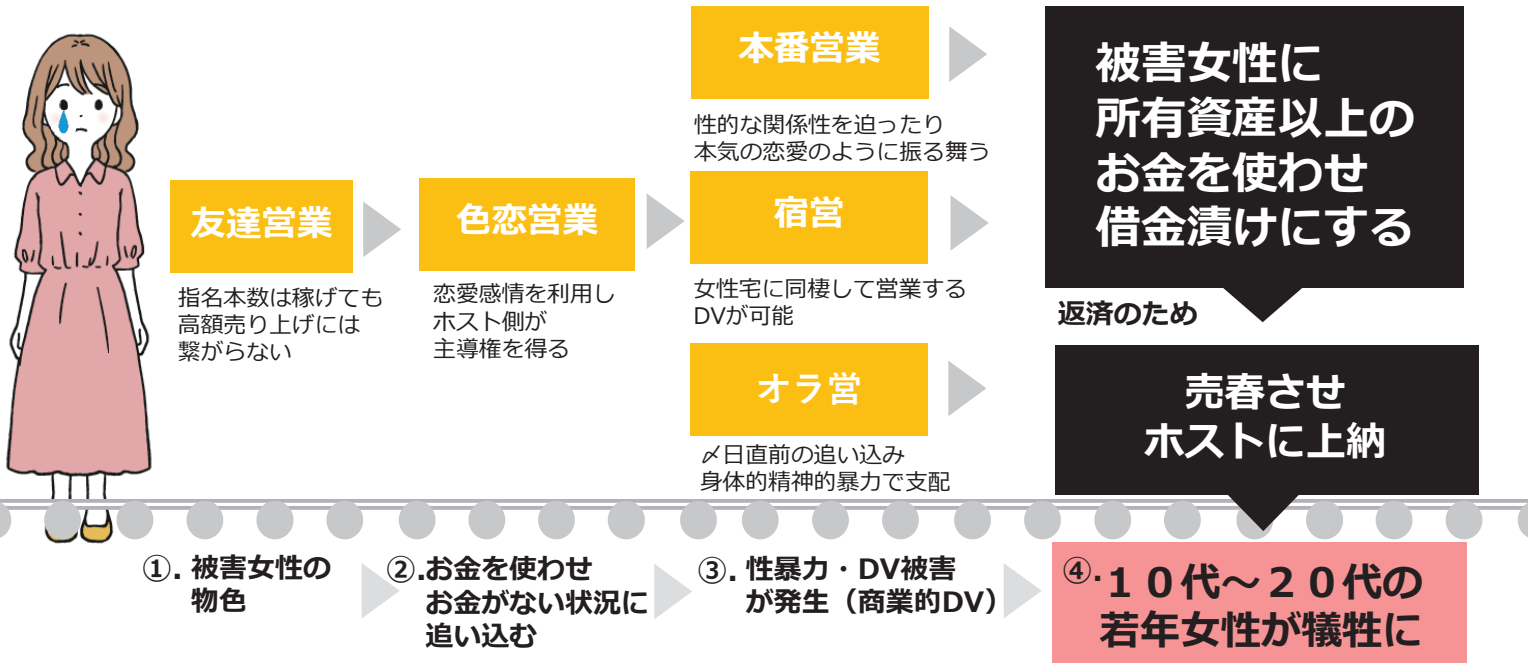 友達営業
指名本数は稼げても
高額売り上げには
繋がらない
色恋営業
恋愛感情を利用し
ホスト側が
主導権を得る
本番営業
性的な関係性を迫ったり
本気の恋愛のように振る舞う
宿営
女性宅に同棲して営業する
DVが可能
オラ営
〆日直前の追い込み
身体的精神的暴力で支配
被害女性に
所有資産以上の
お金を使わせ
借金漬けにする
返済のため
売春させ
ホストに上納
①. 被害女性の
物色
②.お金を使わせ
お金がない状況に
追い込む
③. 性暴力・DV被害
が発生（商業的DV）
④.１０代～２０代の
若年女性が犠牲に